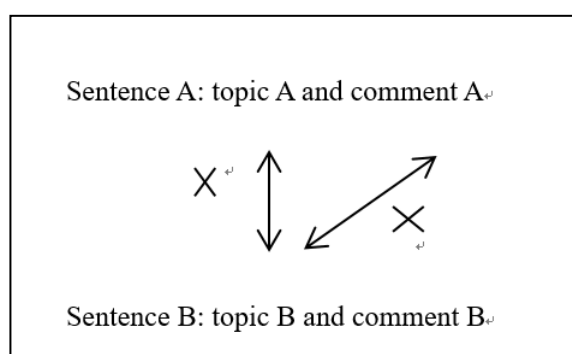 Sentence A: topic A and comment A
X X
Sentence B: topic B and comment B